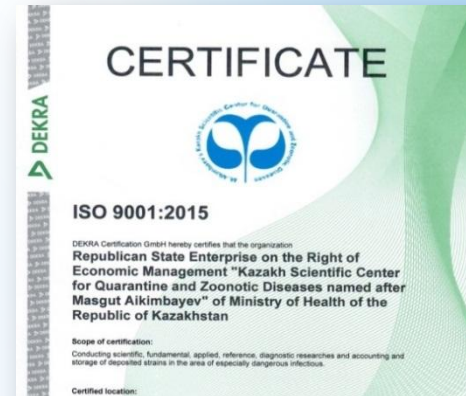 DEKRA
CERTIFICATE
ISO 9001:2015
DEKRA Certification GmbH hereby certifies that the organization
Republican State Enterprise on the Right of
Economic Management "Kazakh Scientific Center
for Quarantine and Zoonotic Diseases named after
Masgut Aikimbayev" of Ministry of Health of the
Republic of Kazakhstan
Scope of certification:
Conducting scientific, fundamental, applied, reference, diagnostic researches and accounting and
storage of deposited strains in the area of especially dangerous infectious.
Certified location: